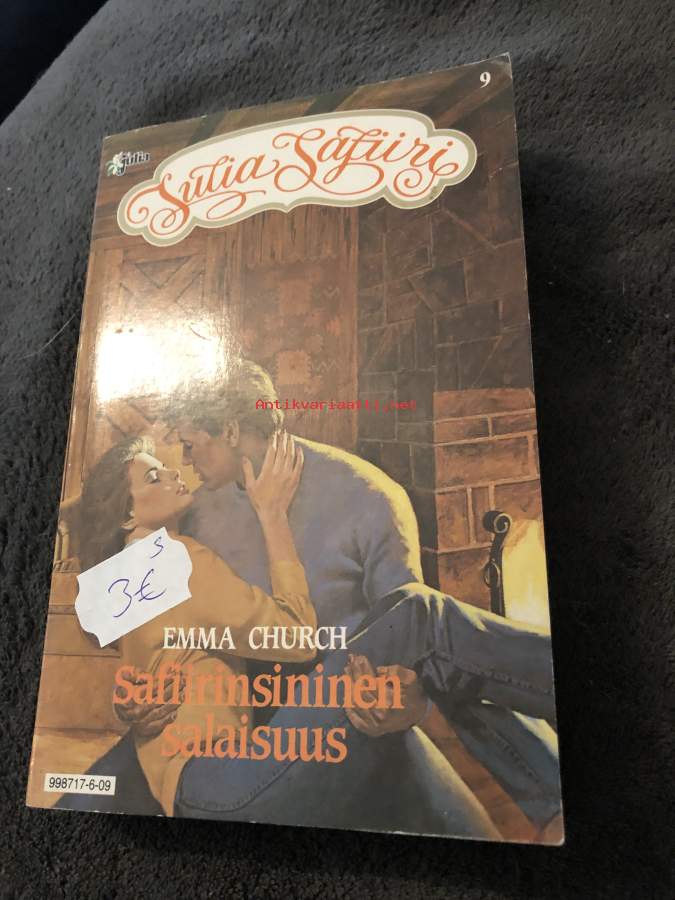 9
Julia
Julia Safiiri
Antikvariaatti.net
s
3€
EMMA CHURCH
Safiirinsininen
salaisuus
998717-6-09